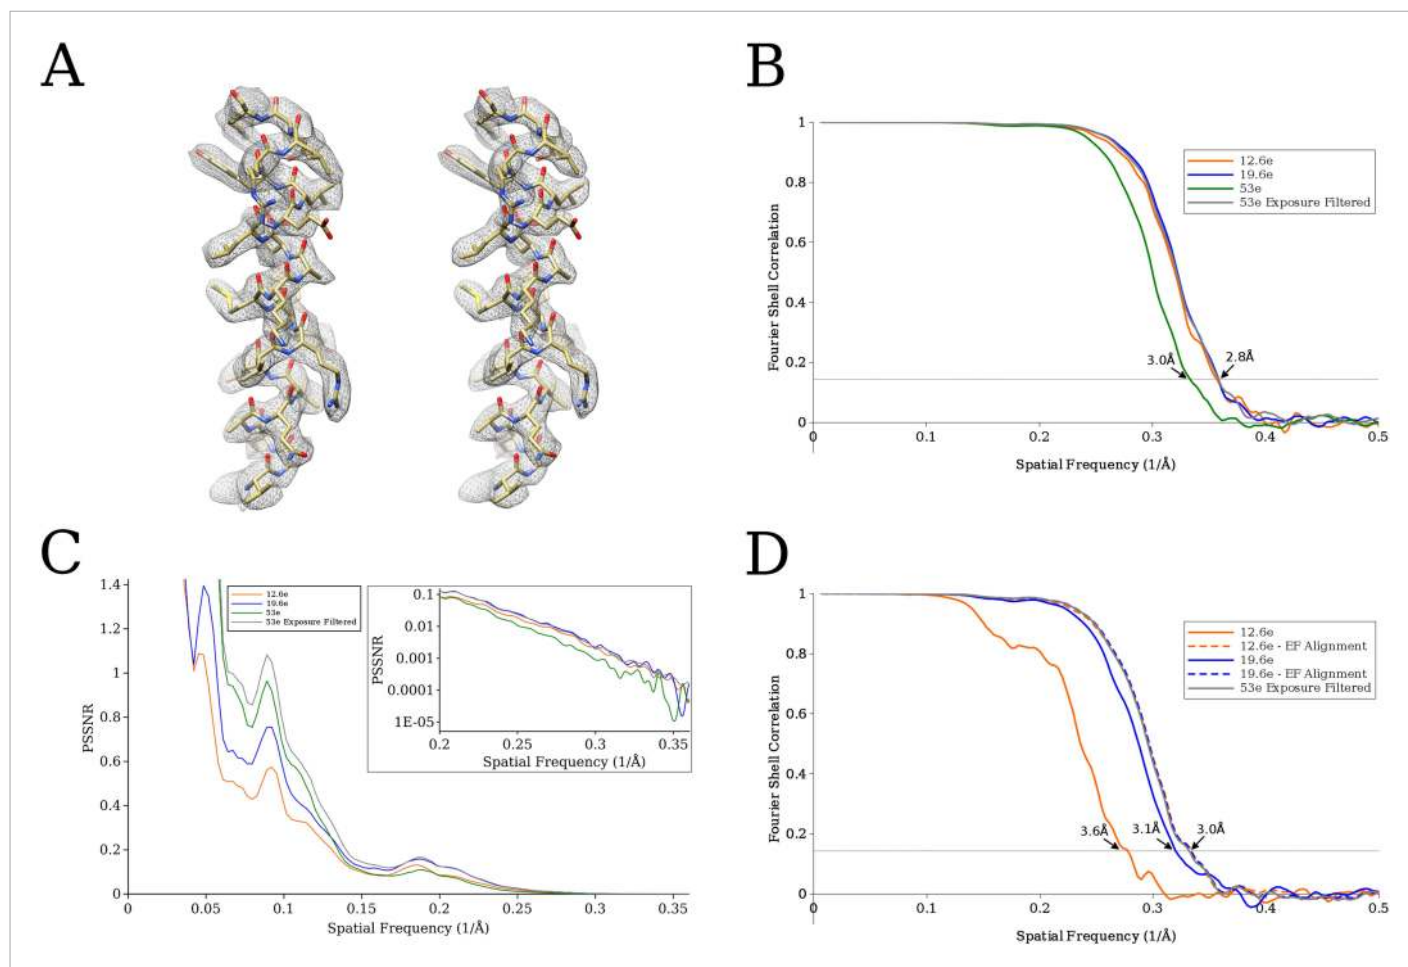 A
B
1
0.8
0.6
0.4
0.2
0
Fourier Shell Correlation
12.6e
19.6e
53e
53e Exposure Filtered
3.0Å
2.8Å
0
0.1
0.2
0.3
0.4
0.5
Spatial Frequency (1/Å)
C
1.4
1.2
1
0.8
0.6
0.4
0.2
0
PSSNR
12.6e
19.6e
53e
53e Exposure Filtered
0.1
0.01
0.001
0.0001
1E-05
PSSNR
0.2
0.25
0.3
0.35
Spatial Frequency (1/Å)
0
0.05
0.1
0.15
0.2
0.25
0.3
0.35
Spatial Frequency (1/Å)
D
1
0.8
0.6
0.4
0.2
0
Fourier Shell Correlation
12.6e
12.6e - EF Alignment
19.6e
19.6e - EF Alignment
53e Exposure Filtered
3.6Å
3.1Å
3.0Å
0
0.1
0.2
0.3
0.4
0.5
Spatial Frequency (1/Å)